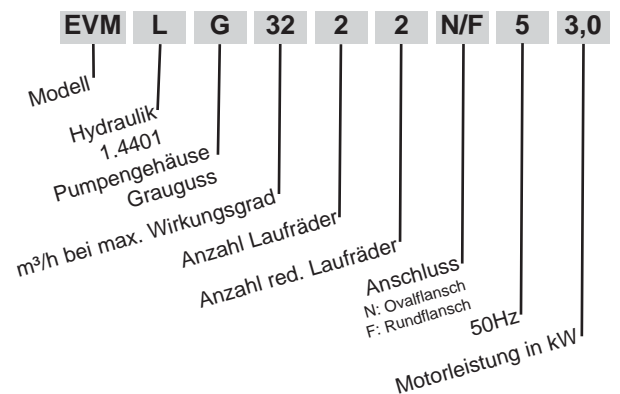 EVM L G 32 2 2 N/F 5 3,0
Modell
Hydraulik
1.4401
Pumpengehäuse
Grauguss
m³/h bei max. Wirkungsgrad
Anzahl Laufräder
Anzahl red. Laufräder
Anschluss
N: Ovalflansch
F: Rundflansch
50Hz
Motorleistung in kW